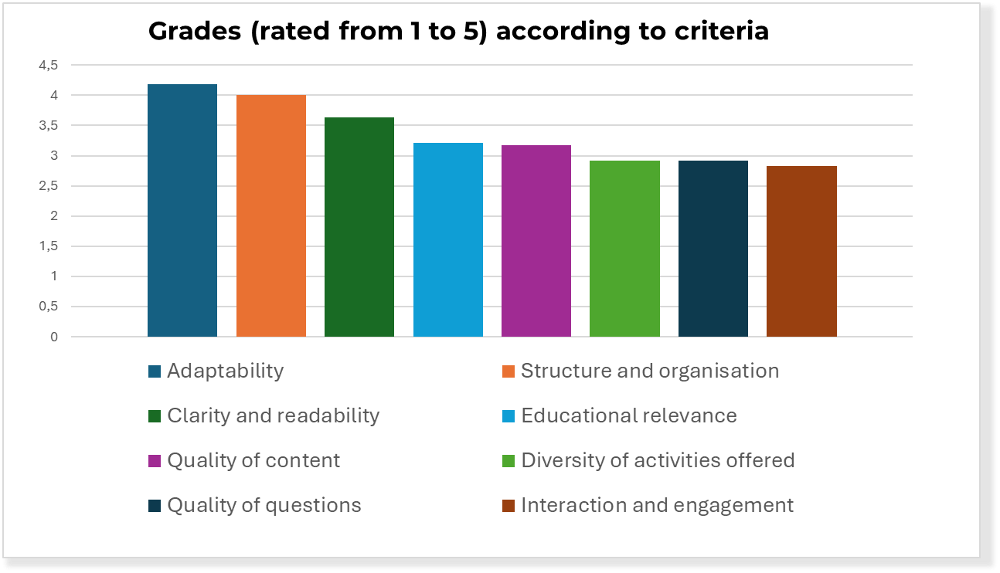 Grades (rated from 1 to 5) according to criteria
4,5
4
3,5
3
2,5
2
1,5
1
0,5
0
Adaptability
Structure and organisation
Clarity and readability
Educational relevance
Quality of content
Diversity of activities offered
Quality of questions
Interaction and engagement